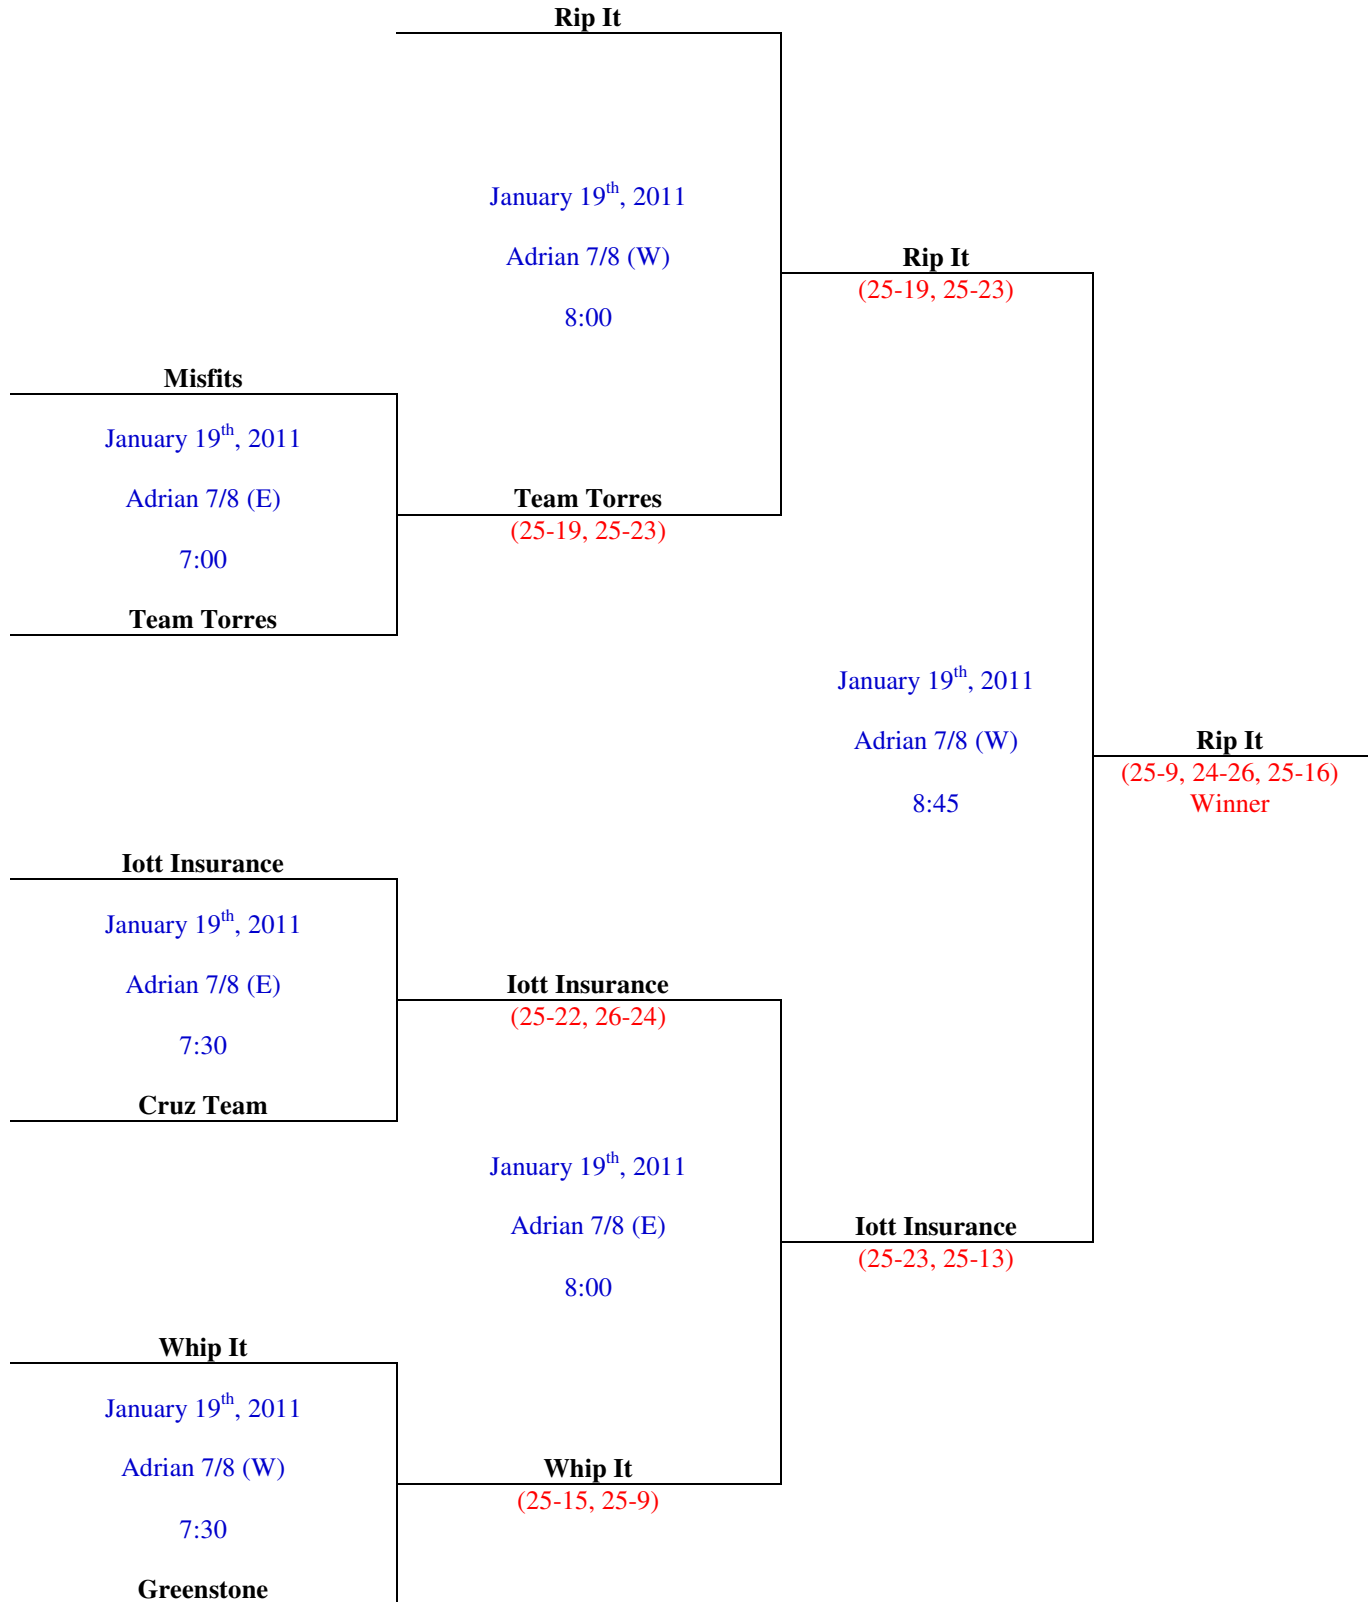 Rip It
January 19th, 2011
Adrian 7/8 (W)
8:00
Rip It
(25-19, 25-23)
Misfits
January 19th, 2011
Adrian 7/8 (E)
7:00
Team Torres
Team Torres
(25-19, 25-23)
January 19th, 2011
Adrian 7/8 (W)
8:45
Rip It
(25-9, 24-26, 25-16)
Winner
Iott Insurance
January 19th, 2011
Adrian 7/8 (E)
7:30
Cruz Team
Iott Insurance
(25-22, 26-24)
January 19th, 2011
Adrian 7/8 (E)
8:00
Iott Insurance
(25-23, 25-13)
Whip It
January 19th, 2011
Adrian 7/8 (W)
7:30
Greenstone
Whip It
(25-15, 25-9)